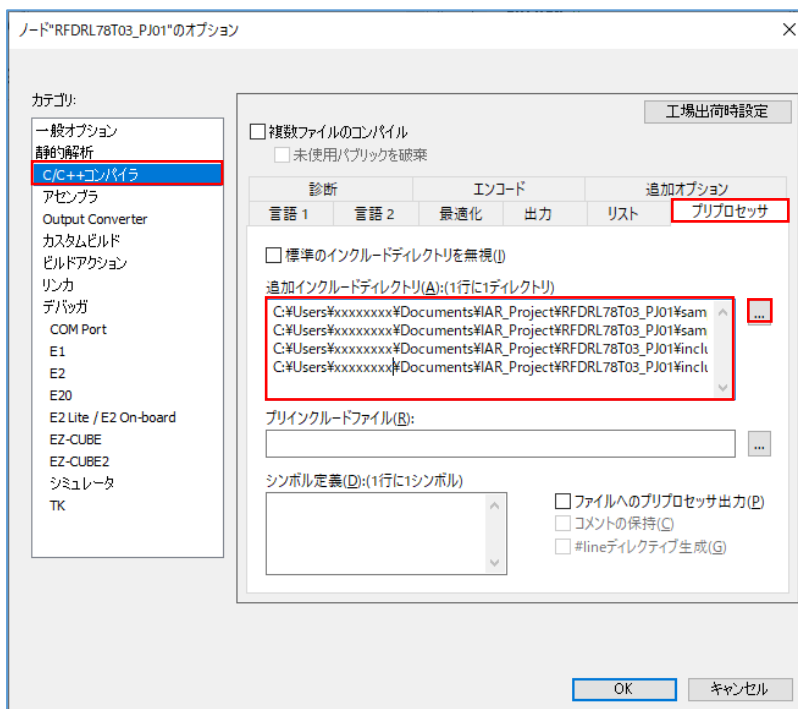 ノード"RFDRL78T03_PJ01"のオプション
カテゴリ:
一般オプション
静的解析
C/C++コンパイラ
アセンブラ
Output Converter
カスタムビルド
ビルドアクション
リンカ
デバッガ
COM Port
E1
E2
E20
E2 Lite / E2 On-board
EZ-CUBE
EZ-CUBE2
シミュレータ
TK
工場出荷時設定
複数ファイルのコンパイル
未使用パブリックを破棄
診断 エンコード 追加オプション
言語 1 言語 2 最適化 出力 リスト プリプロセッサ
標準のインクルードディレクトリを無視(I)
追加インクルードディレクトリ(A):(1行に1ディレクトリ)
C:¥Users¥xxxxxxxx¥Documents¥IAR_Project¥RFDRL78T03_PJ01¥sam
C:¥Users¥xxxxxxxx¥Documents¥IAR_Project¥RFDRL78T03_PJ01¥sam
C:¥Users¥xxxxxxxx¥Documents¥IAR_Project¥RFDRL78T03_PJ01¥inclu
C:¥Users¥xxxxxxxx¥Documents¥IAR_Project¥RFDRL78T03_PJ01¥inclu
...
プリインクルードファイル(R):
...
シンボル定義(D):(1行に1シンボル)
ファイルへのプリプロセッサ出力(P)
コメントの保持(C)
#lineディレクティブ生成(G)
OK キャンセル